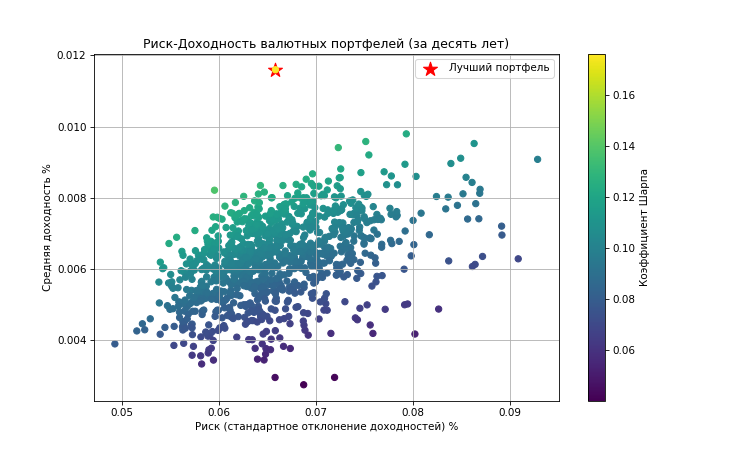 Риск-Доходность валютных портфелей (за десять лет)
Лучший портфель
0.012
0.010
0.008
0.006
0.004
Средняя доходность %
0.05 0.06 0.07 0.08 0.09
Риск (стандартное отклонение доходностей) %
0.16
0.14
0.12
0.10
0.08
0.06
Коэффициент Шарпа